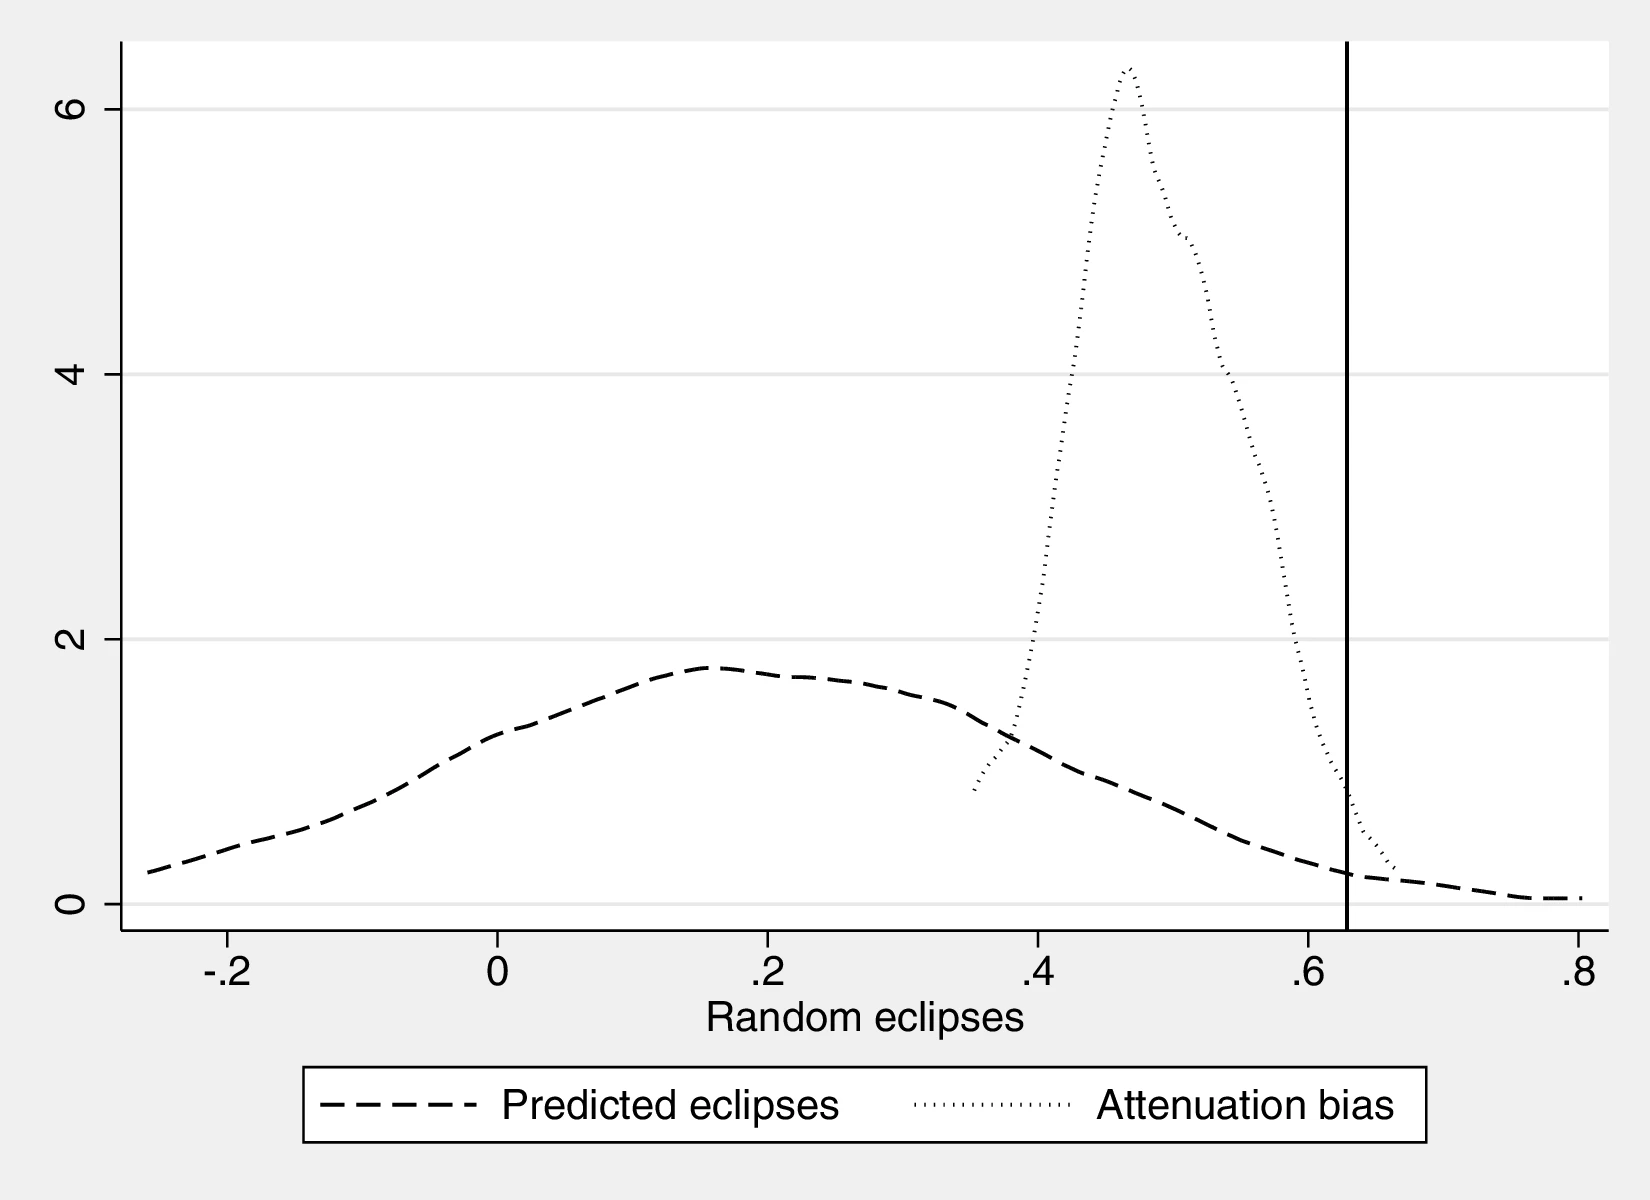 6
4
2
0
-.2 0 .2 .4 .6 .8
Random eclipses
Predicted eclipses Attenuation bias